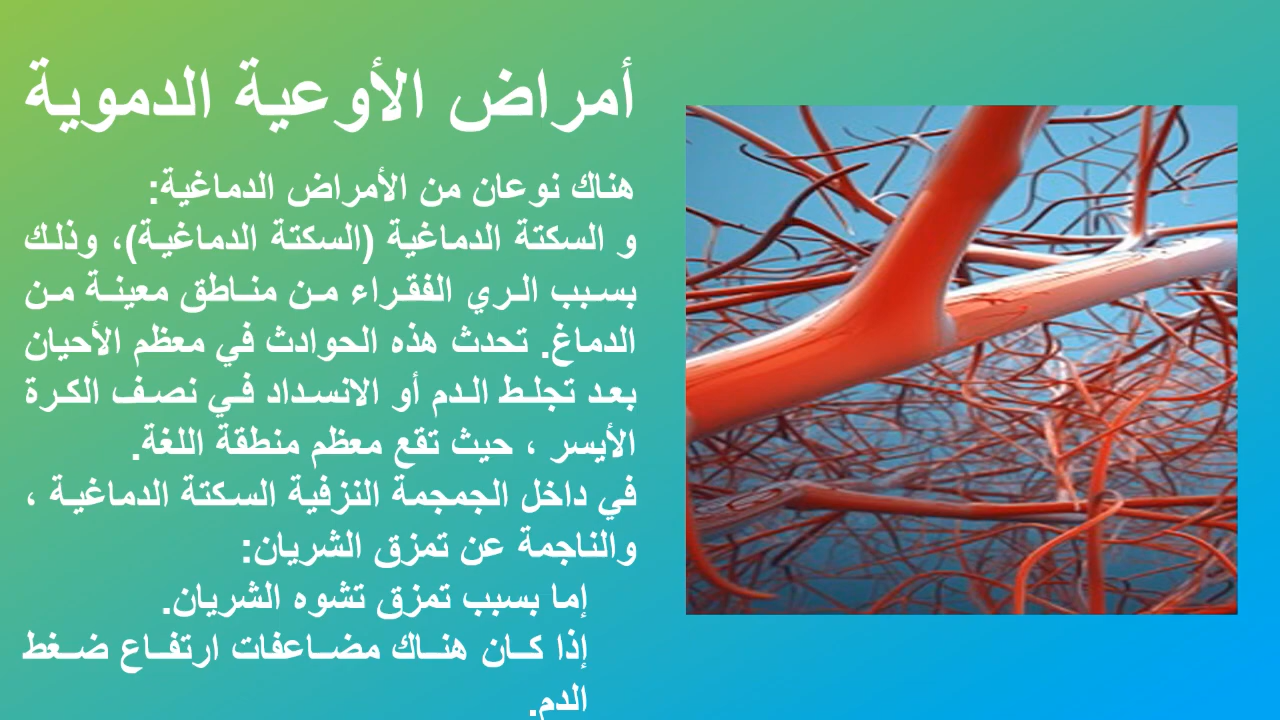 أمراض الأوعية الدموية
هناك نوعان من الأمراض الدماغية:
و السكتة الدماغية (السكتة الدماغية)، وذلك
بسبب الري الفقراء من مناطق معينة من
الدماغ. تحدث هذه الحوادث في معظم الأحيان
بعد تجلط الدم أو الانسداد في نصف الكرة
الأيسر ، حيث تقع معظم منطقة اللغة.
في داخل الجمجمة النزفية السكتة الدماغية ،
والناجمة عن تمزق الشريان:
إما بسبب تمزق تشوه الشريان.
إذا كان هناك مضاعفات ارتفاع ضغط
الدم.